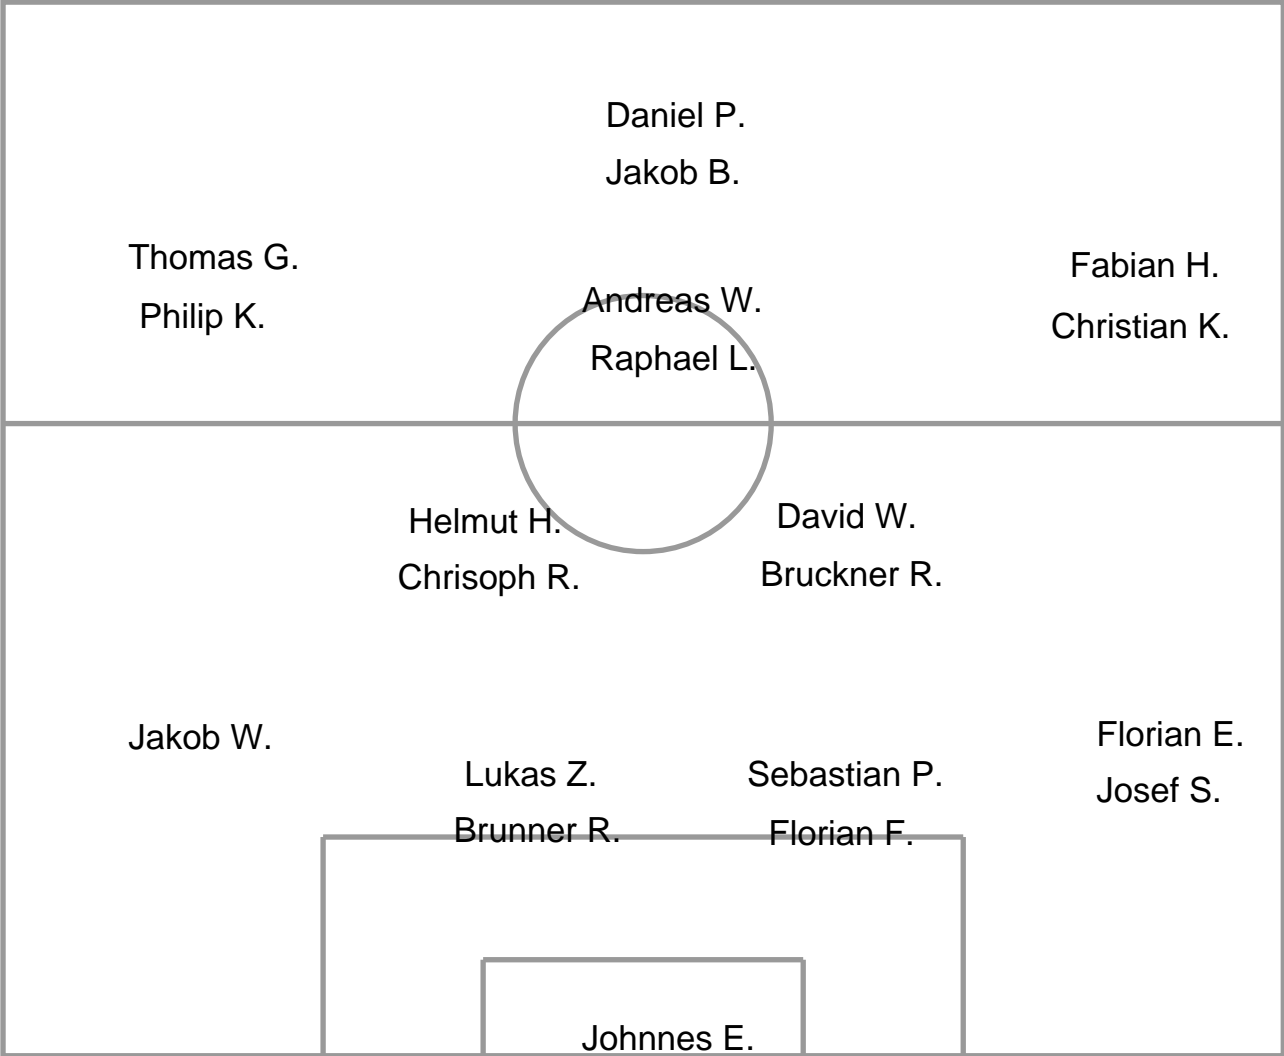 Daniel P.
Jakob B.
Thomas G.
Philip K.
Andreas W.
Raphael L.
Fabian H.
Christian K.
Helmut H.
Chrisoph R.
David W.
Bruckner R.
Jakob W.
Lukas Z.
Brunner R.
Sebastian P.
Florian F.
Florian E.
Josef S.
Johnnes E.